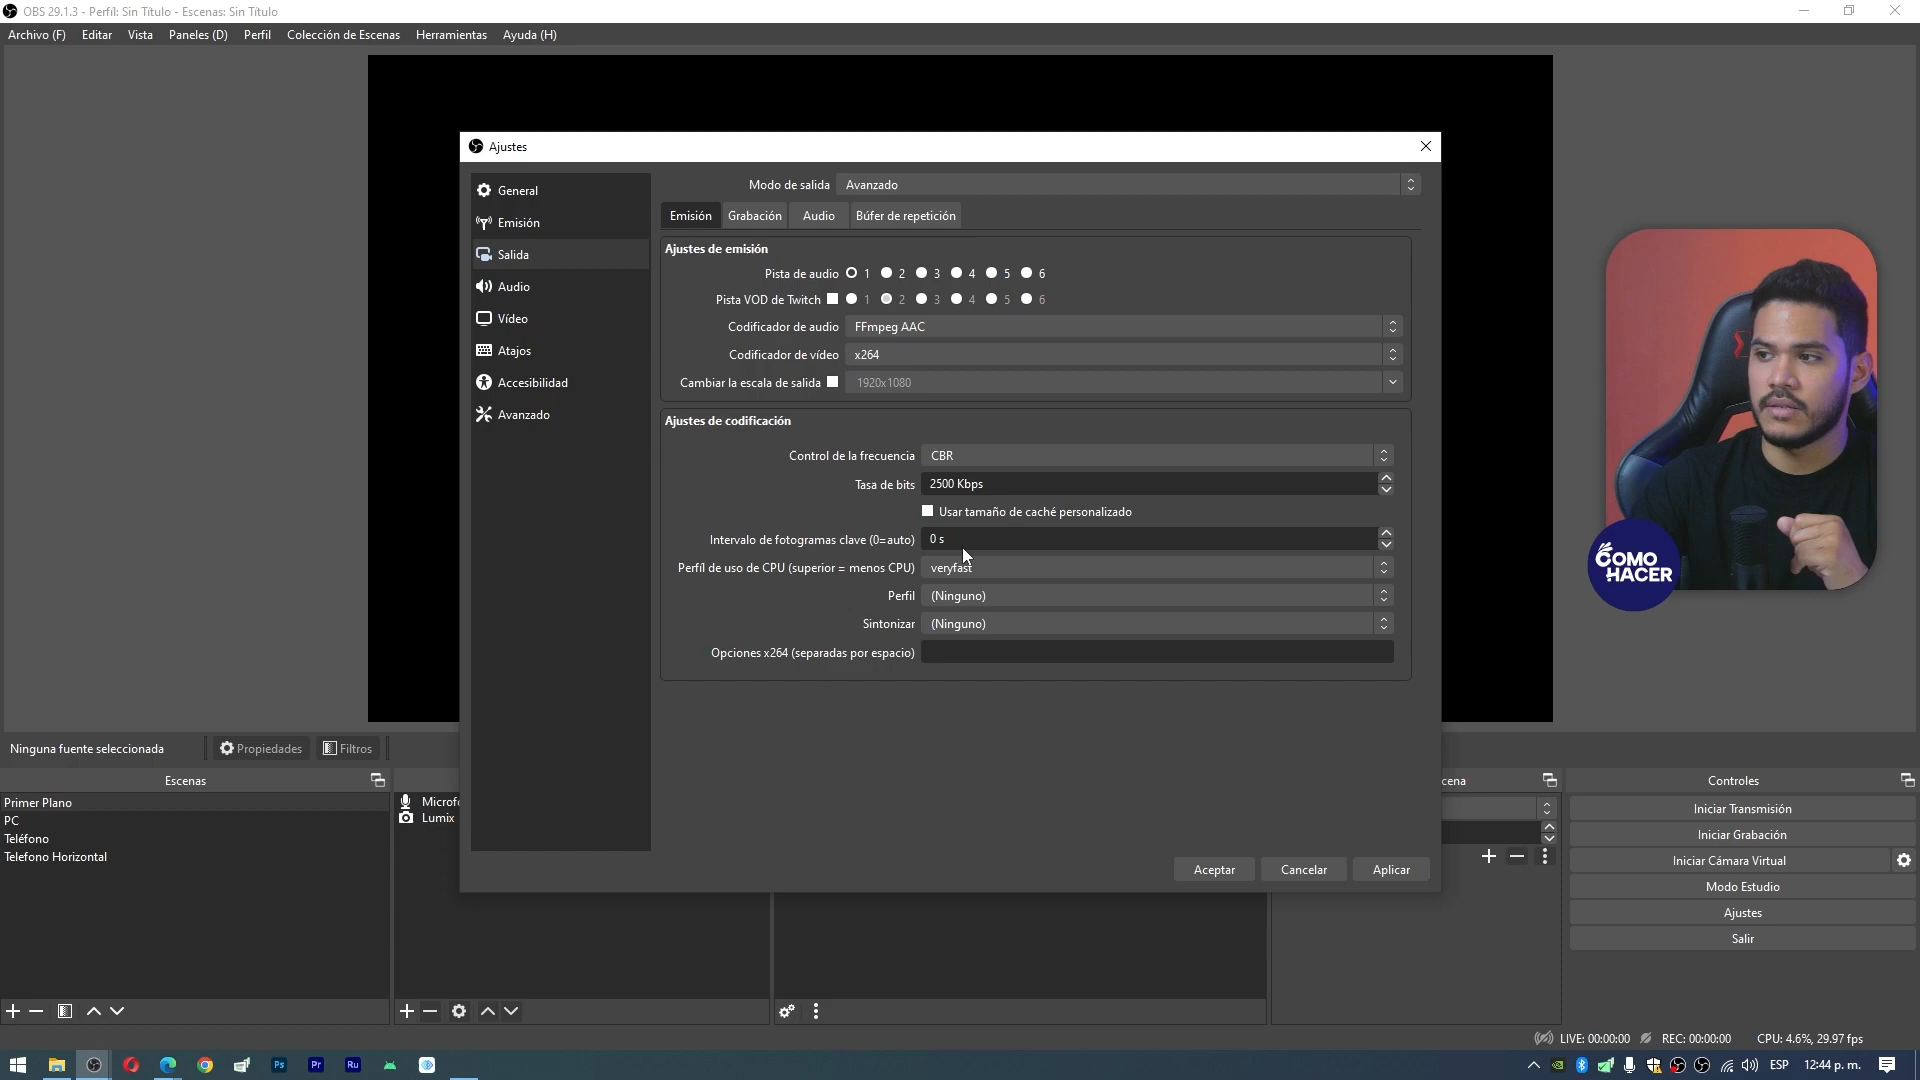 OBS 29.1.3 - Perfíl: Sin Título - Escenas: Sin Título
Archivo (F) Editar Vista Paneles (D) Perfil Colección de Escenas Herramientas Ayuda (H)
Ajustes
General
Emisión
Salida
Audio
Vídeo
Atajos
Accesibilidad
Avanzado
Modo de salida Avanzado
Emisión Grabación Audio Búfer de repetición
Ajustes de emisión
Pista de audio 1 2 3 4 5 6
Pista VOD de Twitch 1 2 3 4 5 6
Codificador de audio FFmpeg AAC
Codificador de vídeo x264
Cambiar la escala de salida 1920x1080
Ajustes de codificación
Control de la frecuencia CBR
Tasa de bits 2500 Kbps
Usar tamaño de caché personalizado
Intervalo de fotogramas clave (0=auto) 0 s
Perfíl de uso de CPU (superior = menos CPU) veryfast
Perfil (Ninguno)
Sintonizar (Ninguno)
Opciones x264 (separadas por espacio)
Aceptar Cancelar Aplicar
COMO
HACER
Ninguna fuente seleccionada Propiedades Filtros
Escenas
Primer Plano
PC
Teléfono
Telefono Horizontal
Microfo
Lumix
cena
Controles
Iniciar Transmisión
Iniciar Grabación
Iniciar Cámara Virtual
Modo Estudio
Ajustes
Salir
LIVE: 00:00:00 REC: 00:00:00 CPU: 4.6%, 29.97 fps
Ps Pr Ru
ESP 12:44 p. m.